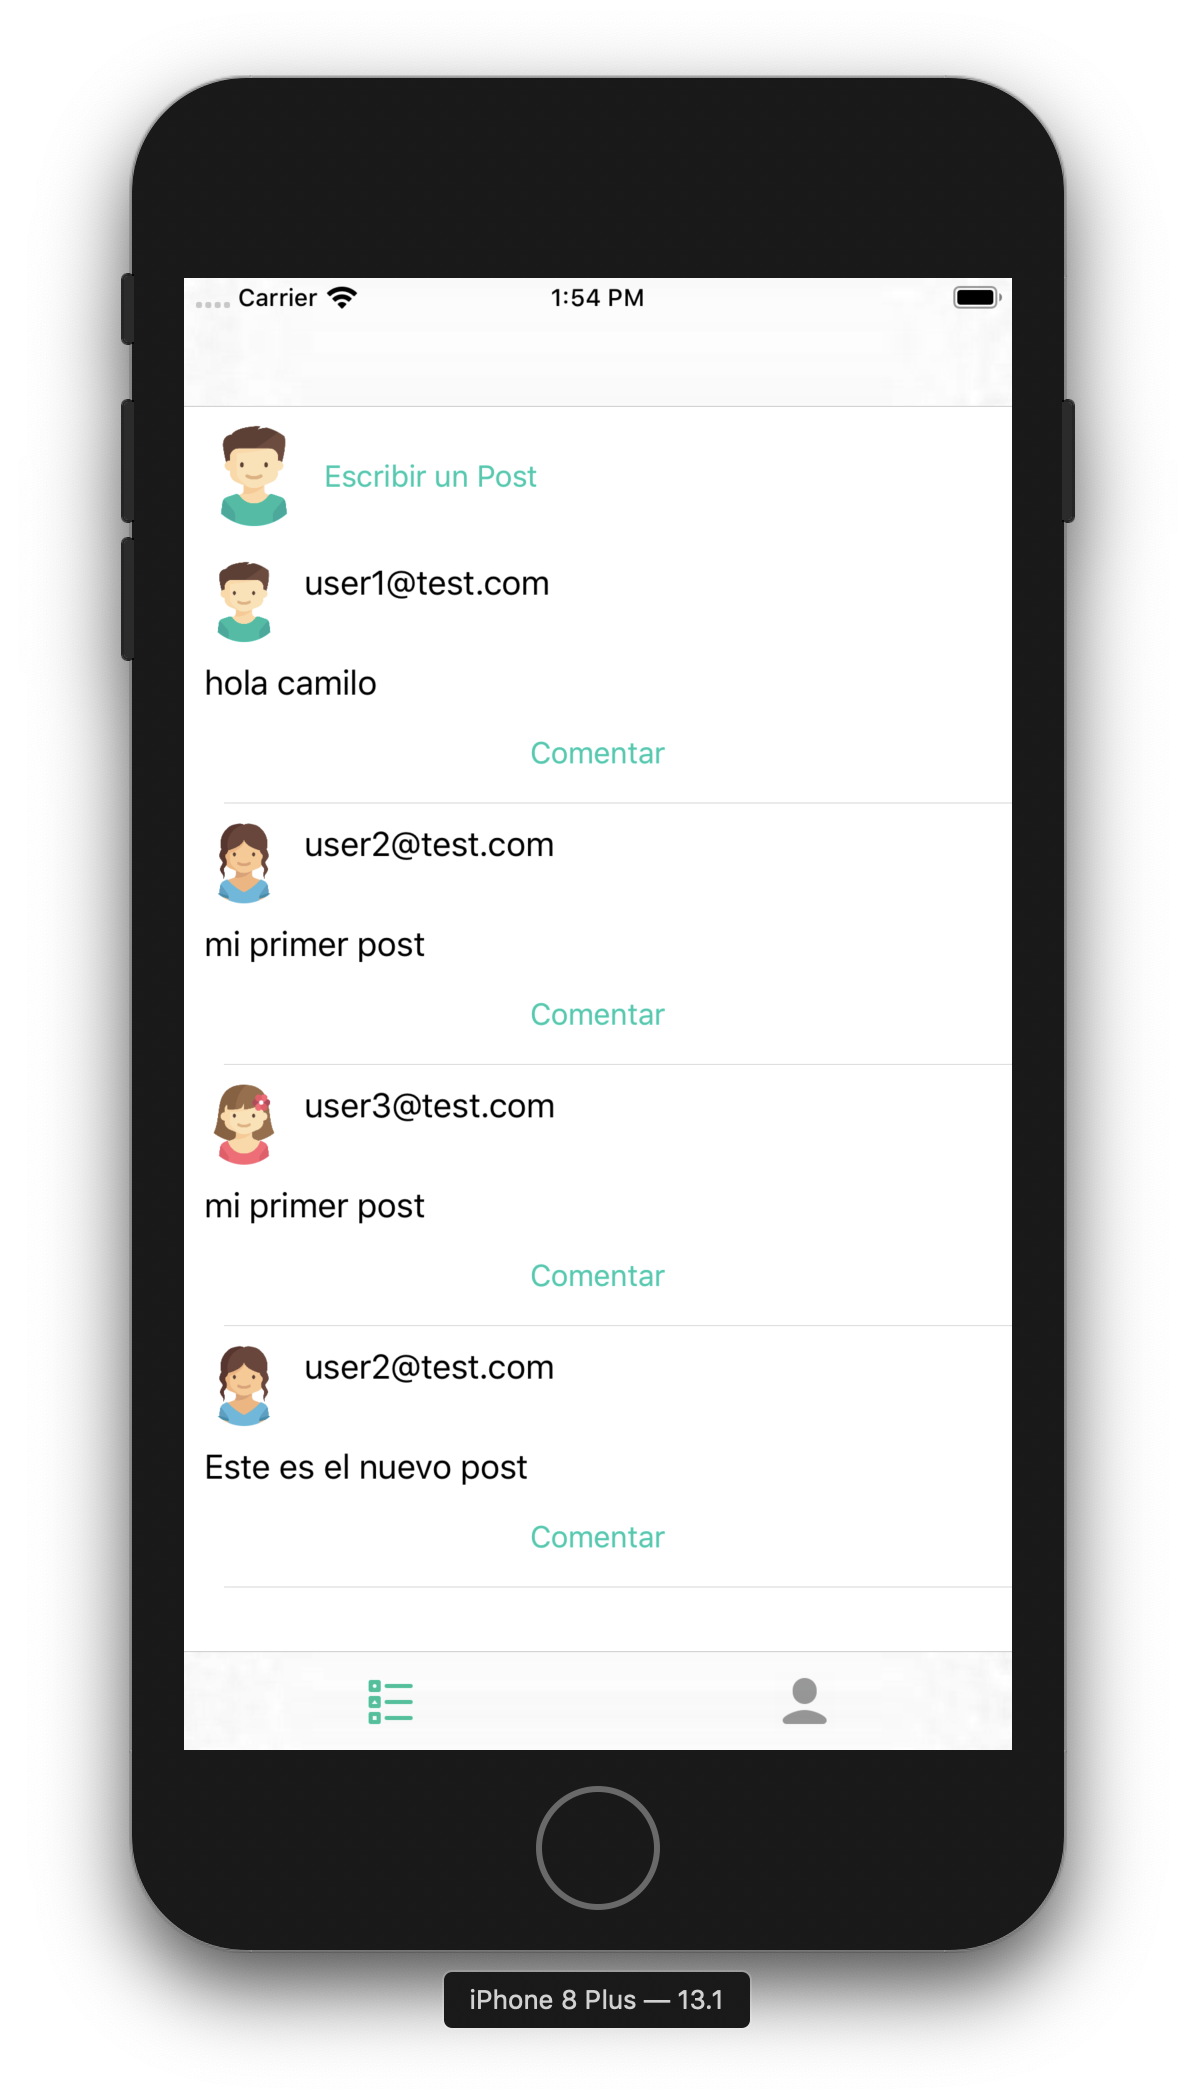 Carrier 1:54 PM
Escribir un Post
user1@test.com
hola camilo
Comentar
user2@test.com
mi primer post
Comentar
user3@test.com
mi primer post
Comentar
user2@test.com
Este es el nuevo post
Comentar
iPhone 8 Plus — 13.1